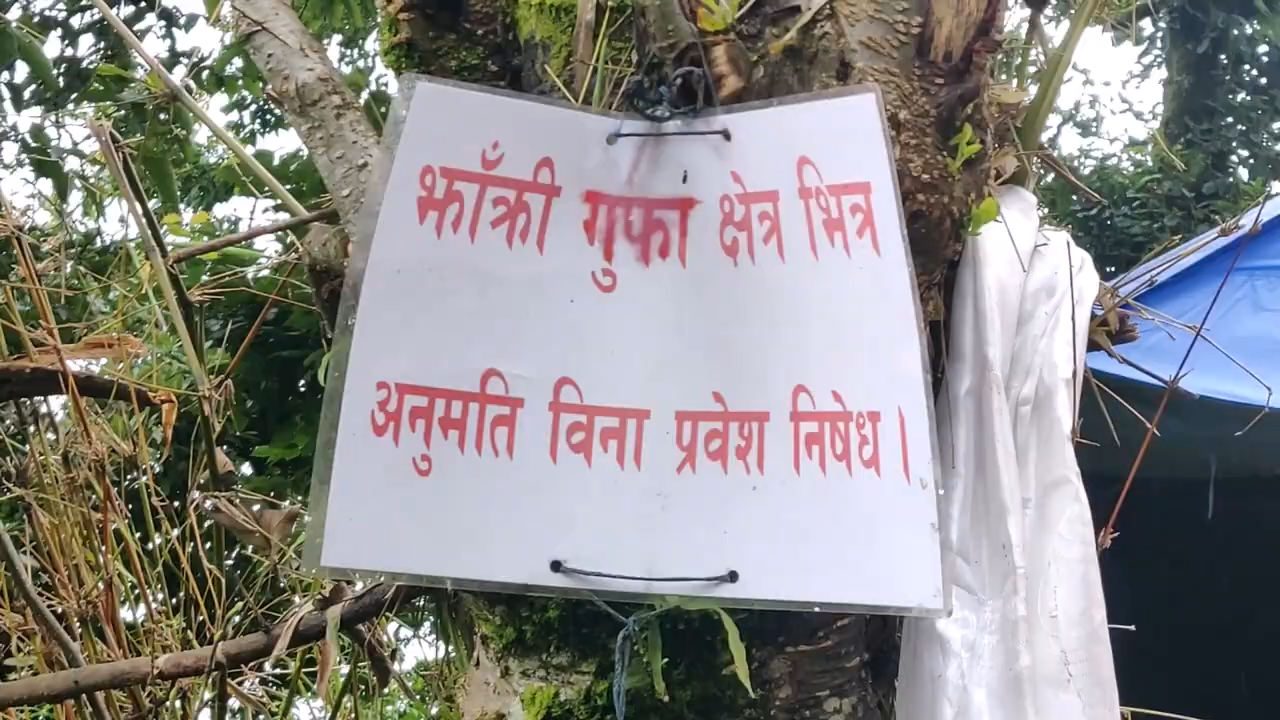 झाँक्री गुफा क्षेत्र भित्र
अनुमति विना प्रवेश निषेध ।